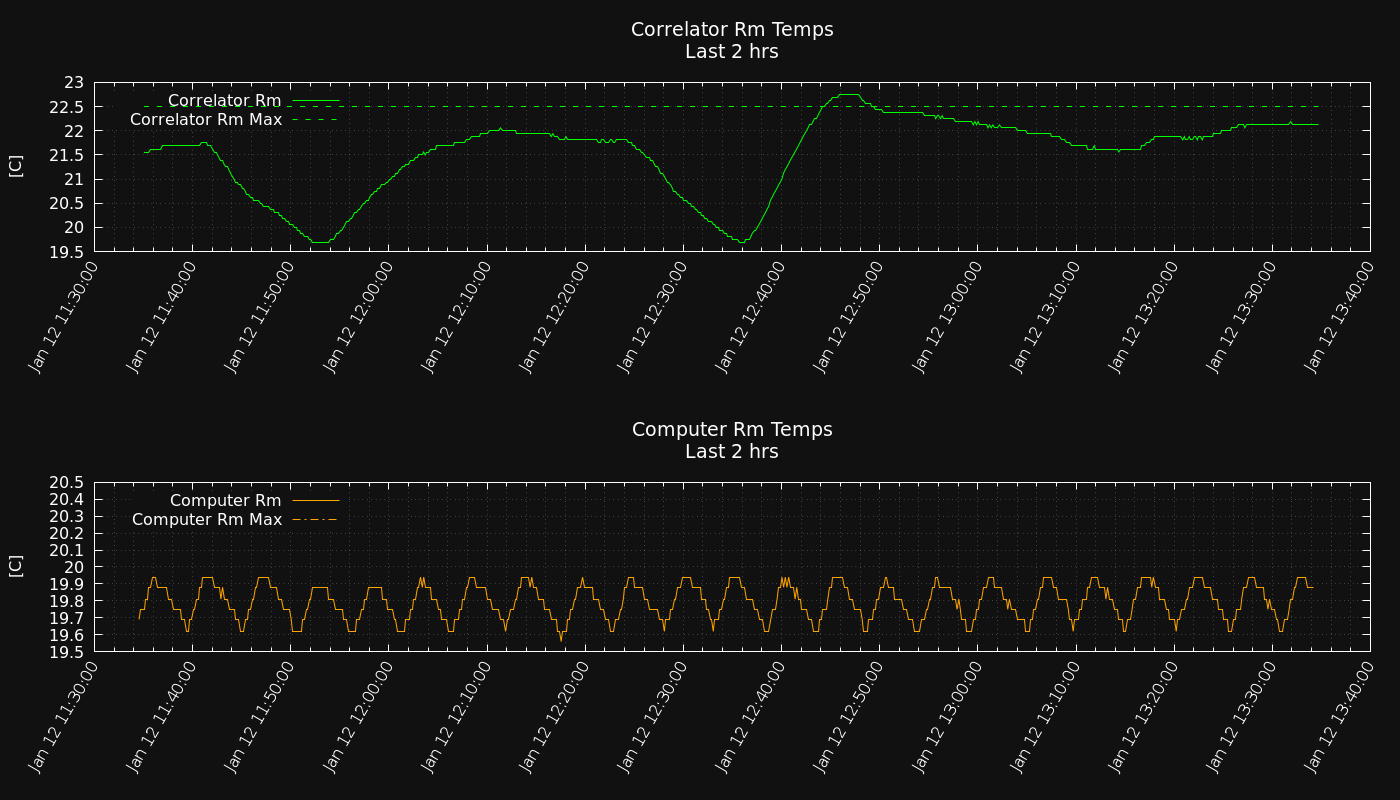 Correlator Rm Temps
Last 2 hrs
23
22.5
22
21.5
21
20.5
20
19.5
[C]
Correlator Rm
Correlator Rm Max
Jan 12 11:30:00
Jan 12 11:40:00
Jan 12 11:50:00
Jan 12 12:00:00
Jan 12 12:10:00
Jan 12 12:20:00
Jan 12 12:30:00
Jan 12 12:40:00
Jan 12 12:50:00
Jan 12 13:00:00
Jan 12 13:10:00
Jan 12 13:20:00
Jan 12 13:30:00
Jan 12 13:40:00
Computer Rm Temps
Last 2 hrs
20.5
20.4
20.3
20.2
20.1
20
19.9
19.8
19.7
19.6
19.5
[C]
Computer Rm
Computer Rm Max
Jan 12 11:30:00
Jan 12 11:40:00
Jan 12 11:50:00
Jan 12 12:00:00
Jan 12 12:10:00
Jan 12 12:20:00
Jan 12 12:30:00
Jan 12 12:40:00
Jan 12 12:50:00
Jan 12 13:00:00
Jan 12 13:10:00
Jan 12 13:20:00
Jan 12 13:30:00
Jan 12 13:40:00